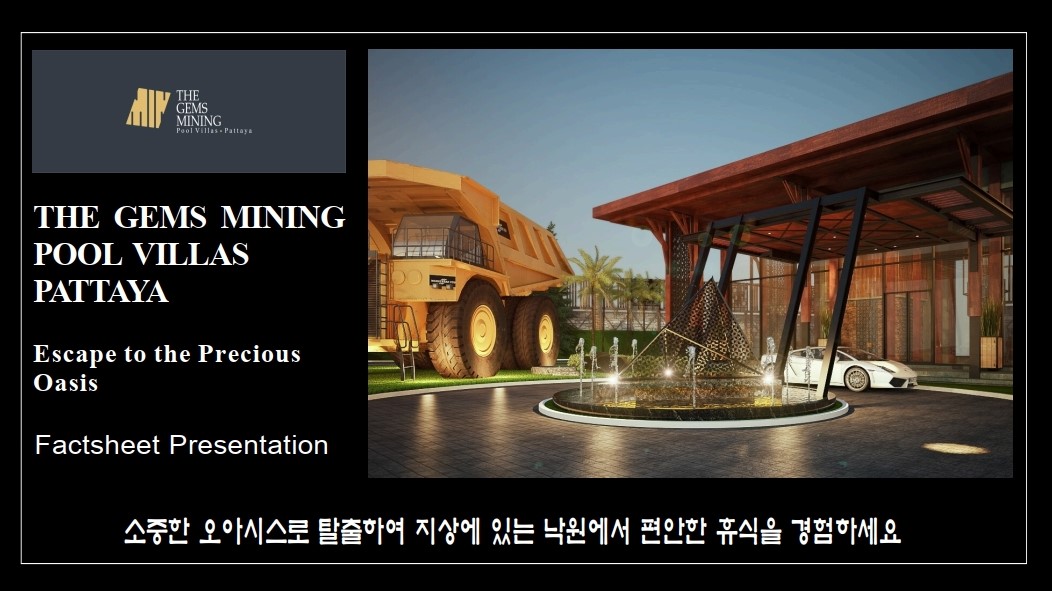 THE
GEMS
MINING
Pool Villas • Pattaya
THE GEMS MINING
POOL VILLAS
PATTAYA
Escape to the Precious
Oasis
Factsheet Presentation
소중한 오아시스로 탈출하여 지상에 있는 낙원에서 편안한 휴식을 경험하세요